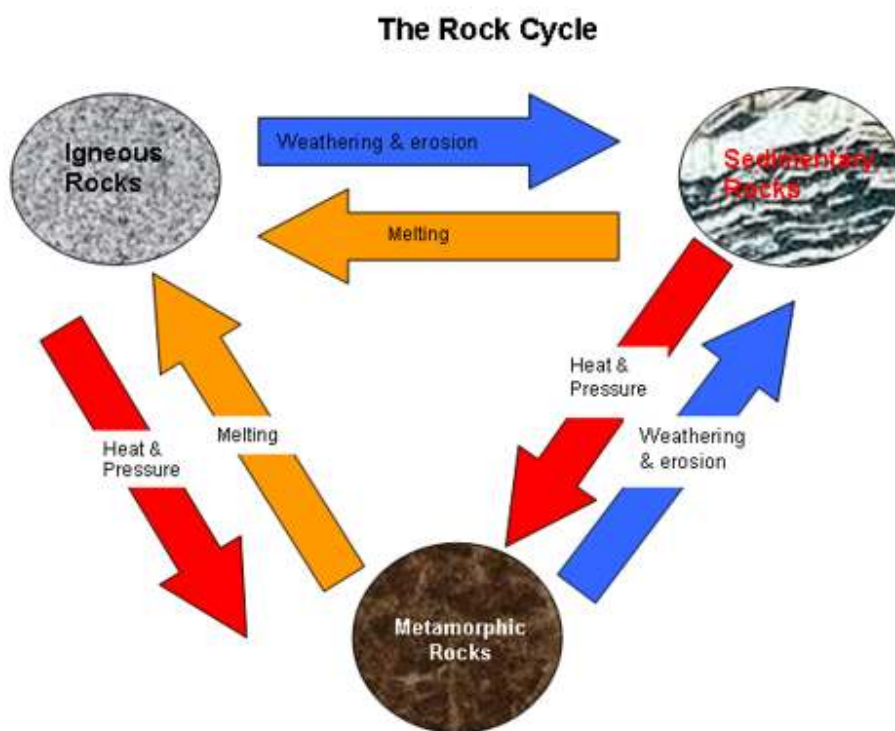 The Rock Cycle
Igneous
Rocks
Weathering & erosion
Sedimentary
Rocks
Melting
Heat &
Pressure
Melting
Heat &
Pressure
Weathering
& erosion
Metamorphic
Rocks